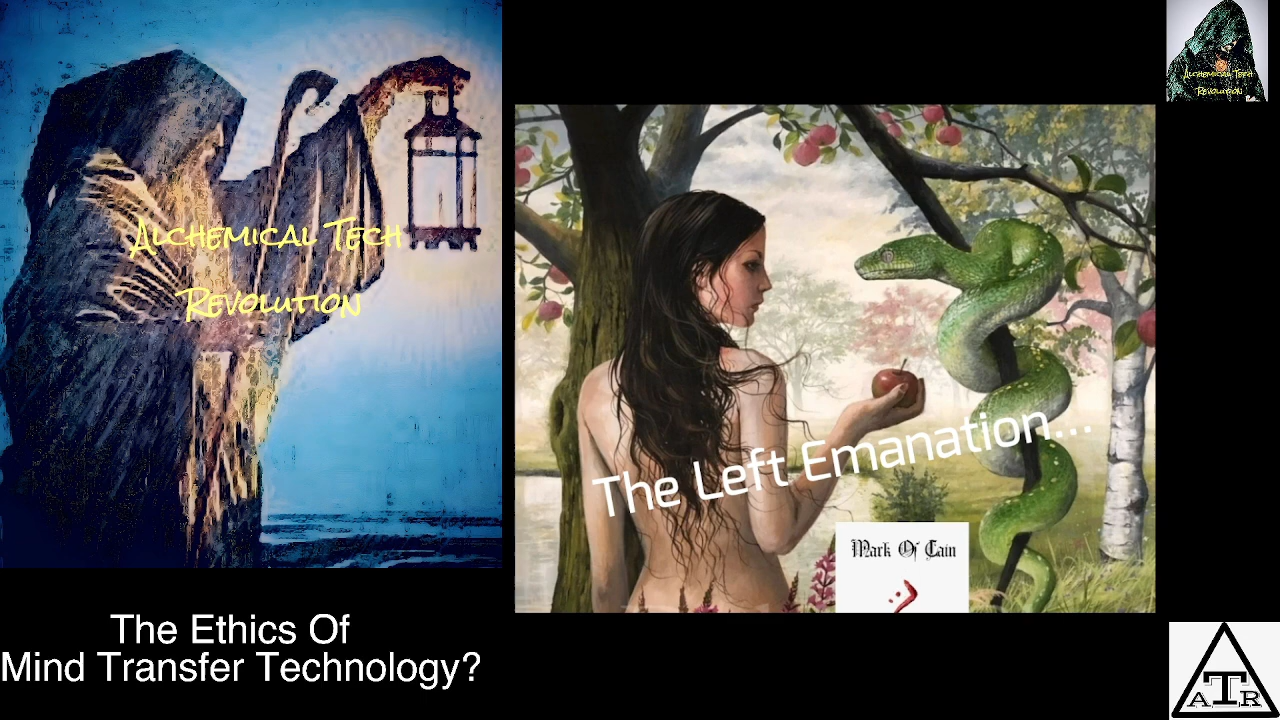 Alchemical Tech
Revolution
The Ethics Of
Mind Transfer Technology?
The Left Emanation...
Mark Of Cain
Alchemical Tech
Revolution
ATR